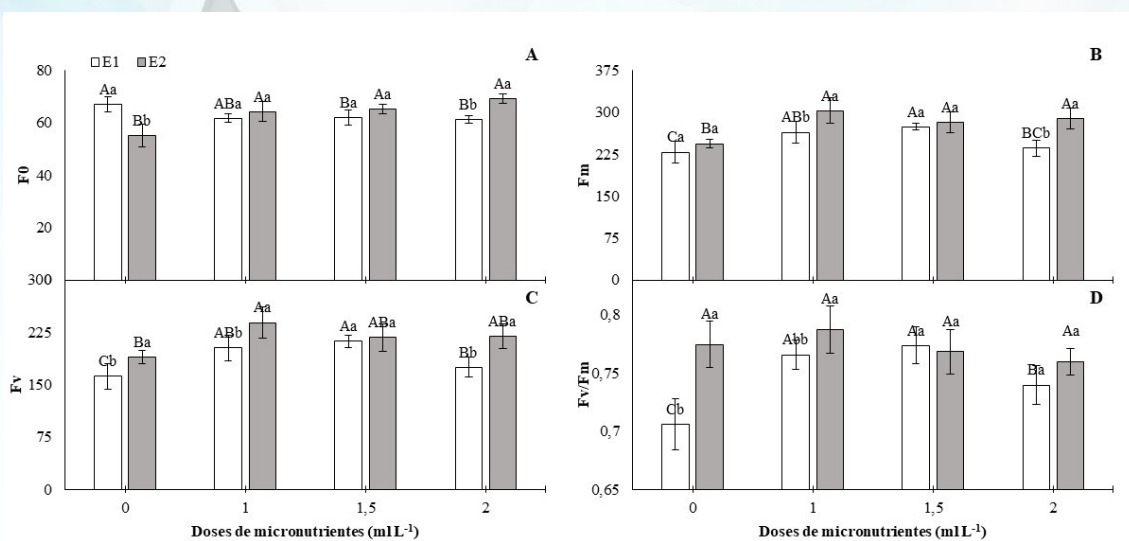 E1 E2
A
80
60
40
20
300
F0
Aa Bb ABa Aa Ba Aa Bb Aa
B
375
300
225
150
75
0
Fm
Ca Ba ABb Aa Aa Aa BCb Aa
C
225
150
75
0
Fv
Cb Ba ABb Aa Aa ABa Bb ABa
0 1 1,5 2
Doses de micronutrientes (ml L-1)
D
0,8
0,75
0,7
0,65
Fv/Fm
Cb Aa Abb Aa Aa Aa Ba Aa
0 1 1,5 2
Doses de micronutrientes (ml L-1)